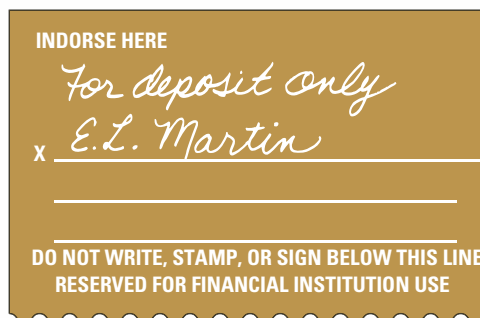 INDORSE HERE
For deposit only
X E.L. Martin
DO NOT WRITE, STAMP, OR SIGN BELOW THIS LINE
RESERVED FOR FINANCIAL INSTITUTION USE